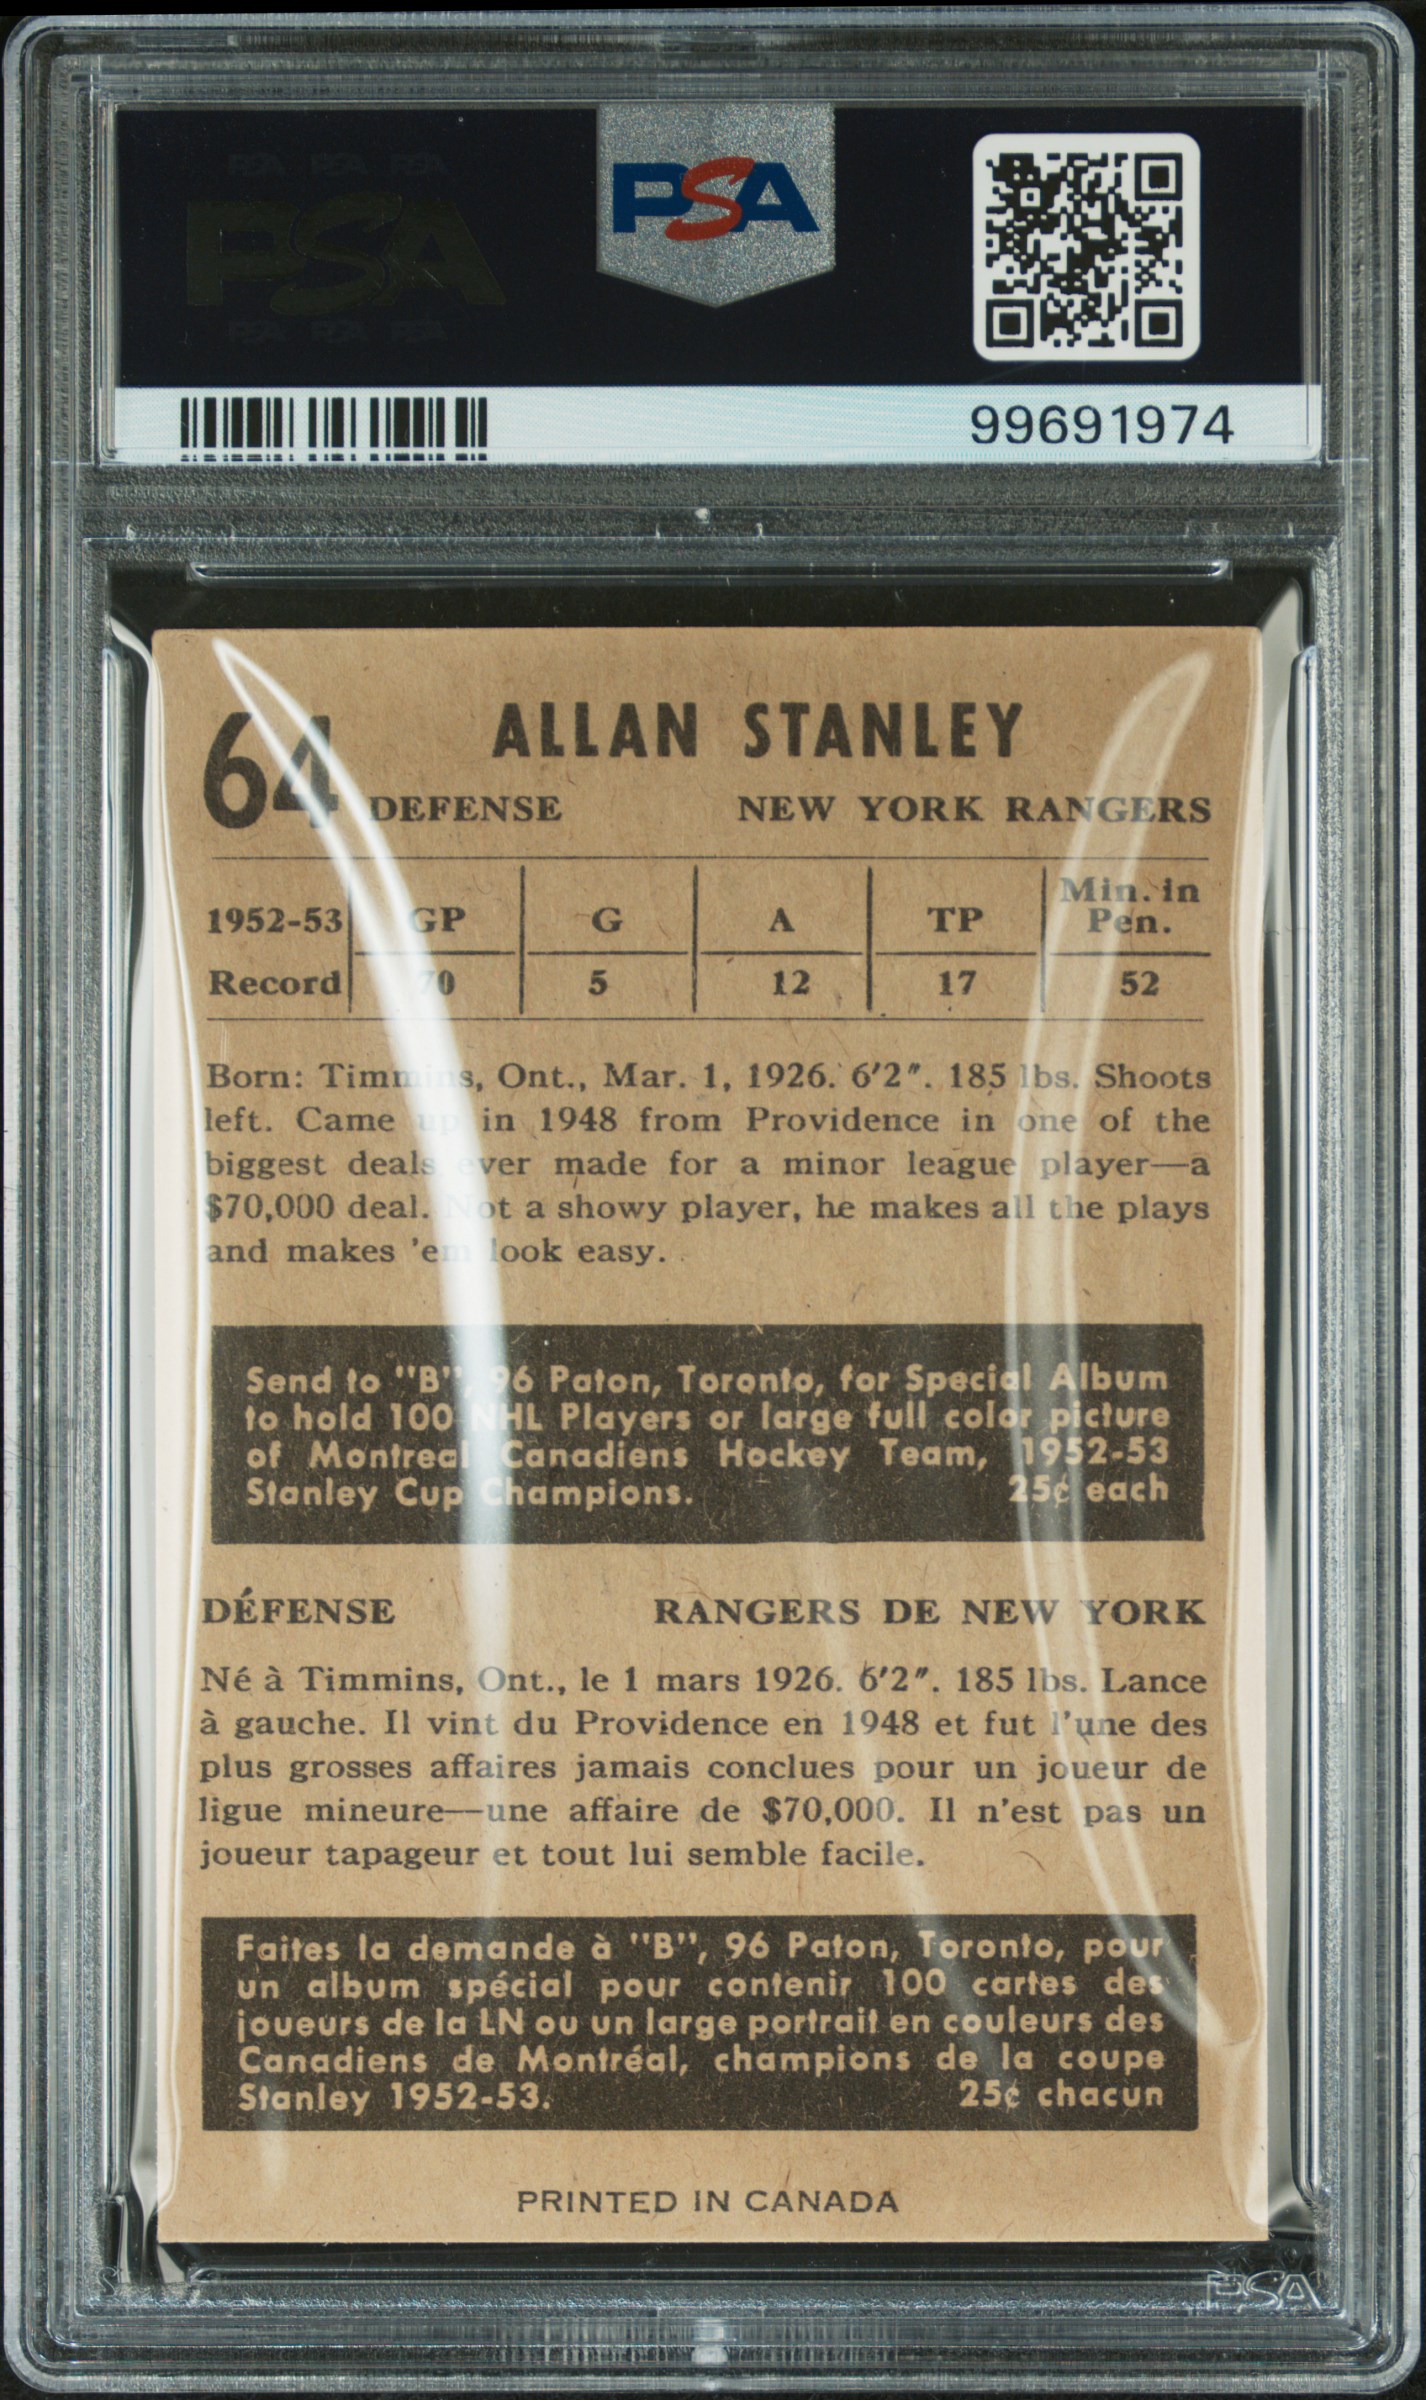 PSA PSA PSA
PSA
PSA PSA PSA
PSA
99691974
64 ALLAN STANLEY
DEFENSE NEW YORK RANGERS
1952-53 GP G A TP Min. in Pen.
Record 70 5 12 17 52
Born: Timmins, Ont., Mar. 1, 1926. 6'2". 185 lbs. Shoots
left. Came up in 1948 from Providence in one of the
biggest deals ever made for a minor league player—a
$70,000 deal. Not a showy player, he makes all the plays
and makes 'em look easy.
Send to "B", 96 Paton, Toronto, for Special Album
to hold 100 NHL Players or large full color picture
of Montreal Canadiens Hockey Team, 1952-53
Stanley Cup Champions. 25¢ each
DÉFENSE RANGERS DE NEW YORK
Né à Timmins, Ont., le 1 mars 1926. 6'2". 185 lbs. Lance
à gauche. Il vint du Providence en 1948 et fut l'une des
plus grosses affaires jamais conclues pour un joueur de
ligue mineure—une affaire de $70,000. Il n'est pas un
joueur tapageur et tout lui semble facile.
Faites la demande à "B", 96 Paton, Toronto, pour
un album spécial pour contenir 100 cartes des
joueurs de la LN ou un large portrait en couleurs des
Canadiens de Montréal, champions de la coupe
Stanley 1952-53. 25¢ chacun
PRINTED IN CANADA
PSA